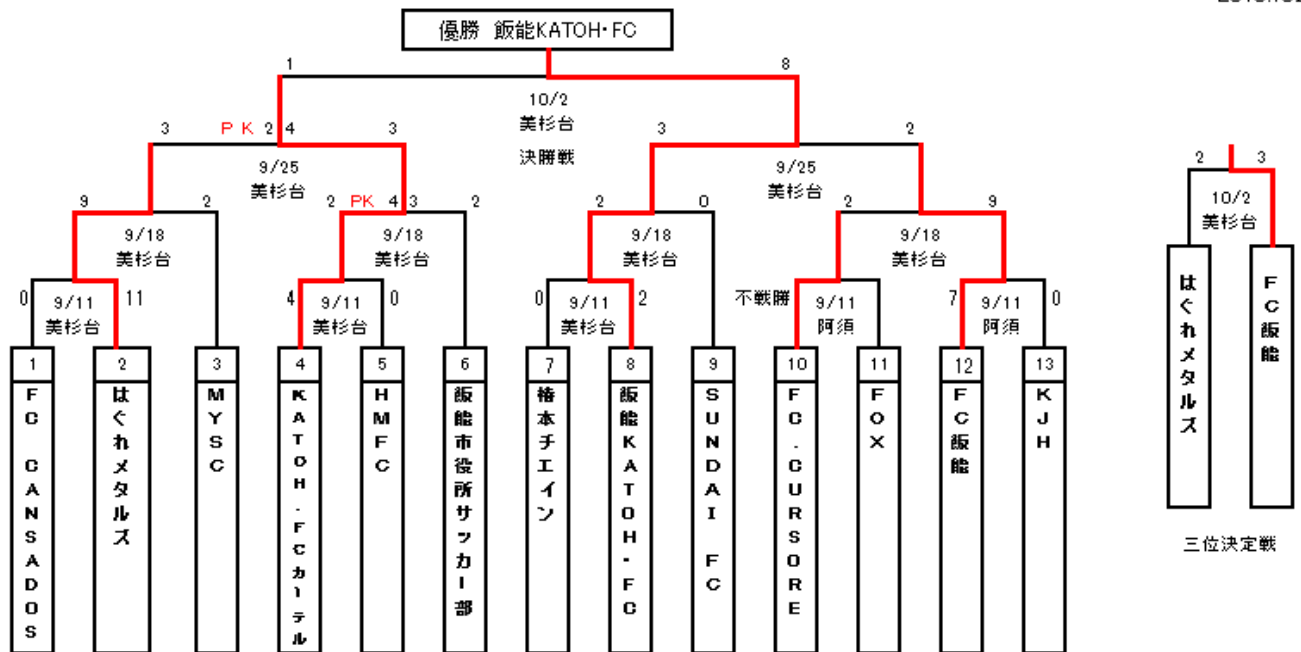 優勝 飯能KATOH・FC
1
8
10/2
美杉台
決勝戦
3
PK 2
4
3
3
2
9/25
美杉台
9/25
美杉台
9
2
2 PK 4
3
2
2
0
2
9
9/18
美杉台
9/18
美杉台
9/18
美杉台
9/18
美杉台
0
11
4
0
0
2
不戦勝
7
0
9/11
美杉台
9/11
美杉台
9/11
美杉台
9/11
阿須
9/11
阿須
1
FC CANSADOS
2
はぐれメタルズ
3
MYSC
4
KATOH.FCカーテル
5
HMFC
6
飯能市役所サッカー部
7
椿本チエイン
8
飯能KATOH-FC
9
SUNDAI FC
10
FC.CURSORE
11
FOX
12
FC飯能
13
KJH
2
3
10/2
美杉台
はぐれメタルズ
FC飯能
三位決定戦